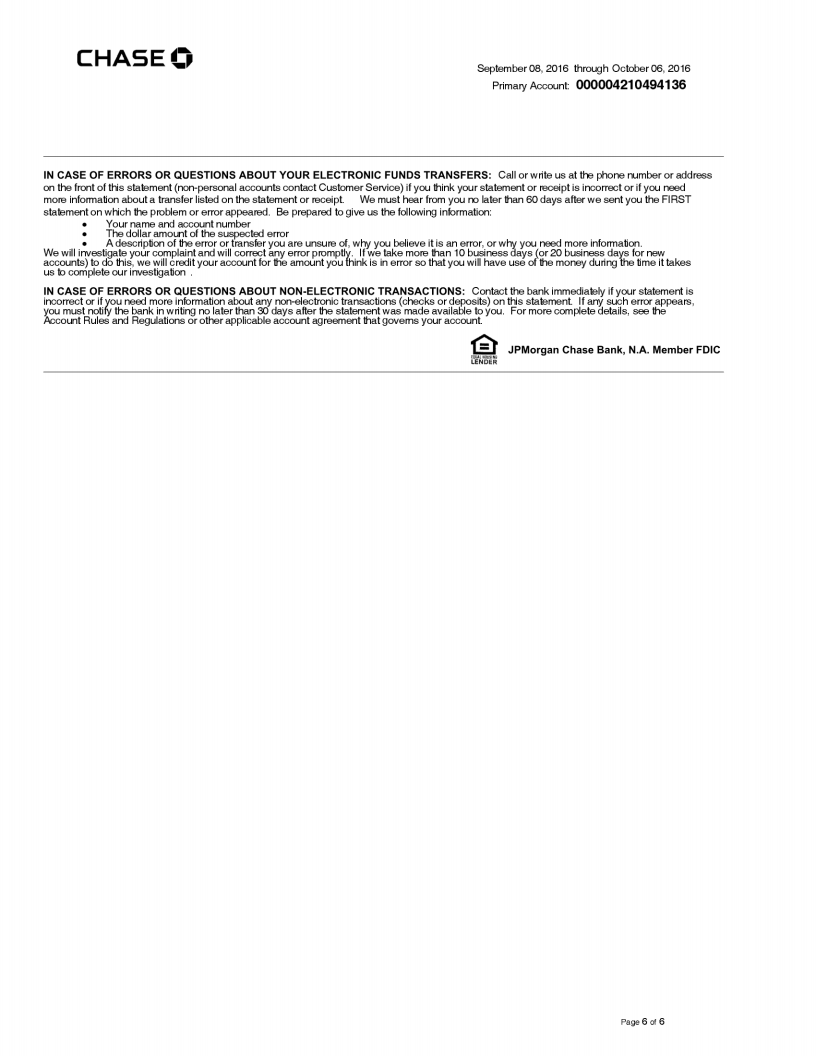 CHASE
September 08, 2016 through October 06, 2016
Primary Account: 000004210494136
IN CASE OF ERRORS OR QUESTIONS ABOUT YOUR ELECTRONIC FUNDS TRANSFERS: Call or write us at the phone number or address
on the front of this statement (non-personal accounts contact Customer Service) if you think your statement or receipt is incorrect or if you need
more information about a transfer listed on the statement or receipt. We must hear from you no later than 60 days after we sent you the FIRST
statement on which the problem or error appeared. Be prepared to give us the following information:
• Your name and account number
• The dollar amount of the suspected error
• A description of the error or transfer you are unsure of, why you believe it is an error, or why you need more information.
We will investigate your complaint and will correct any error promptly. If we take more than 10 business days (or 20 business days for new
accounts) to do this, we will credit your account for the amount you think is in error so that you will have use of the money during the time it takes
us to complete our investigation .
IN CASE OF ERRORS OR QUESTIONS ABOUT NON-ELECTRONIC TRANSACTIONS: Contact the bank immediately if your statement is
incorrect or if you need more information about any non-electronic transactions (checks or deposits) on this statement. If any such error appears,
you must notify the bank in writing no later than 30 days after the statement was made available to you. For more complete details, see the
Account Rules and Regulations or other applicable account agreement that governs your account.
EQUAL HOUSING
LENDER
JPMorgan Chase Bank, N.A. Member FDIC
Page 6 of 6